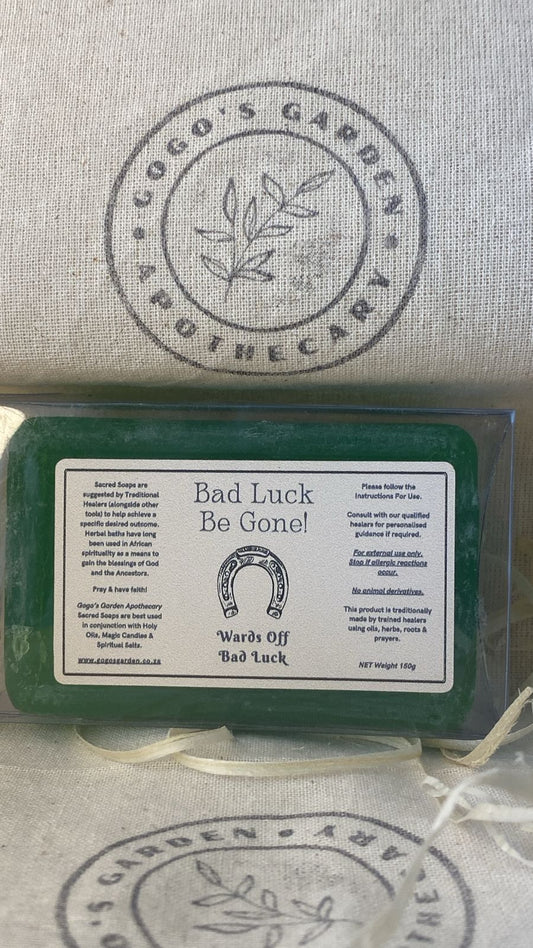 GOGO'S GARDEN
APOTHECARY
Sacred Soaps are
suggested by Traditional
Healers (alongside other
tools) to help achieve a
specific desired outcome.
Herbal baths have long
been used in African
spirituality as a means to
gain the blessings of God
and the Ancestors.
Pray & have faith!
Gogo's Garden Apothecary
Sacred Soaps are best used
in conjunction with Holy
Oils, Magic Candles &
Spiritual Salts.
www.gogosgarden.co.za
Bad Luck
Be Gone!
Wards Off
Bad Luck
Please follow the
Instructions For Use.
Consult with our qualified
healers for personalised
guidance if required.
For external use only.
Stop if allergic reactions
occur.
No animal derivatives.
This product is traditionally
made by trained healers
using oils, herbs, roots &
prayers.
NET Weight 150g
O'S GARDEN
THECARY